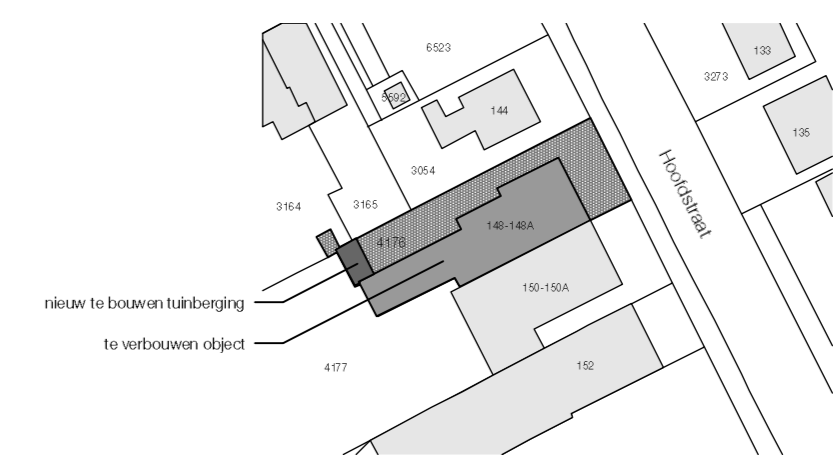 6523
133
3273
5592
144
135
3054
Hoofdstraat
3164
3165
148-148A
4176
150-150A
nieuw te bouwen tuinberging
te verbouwen object
4177
152